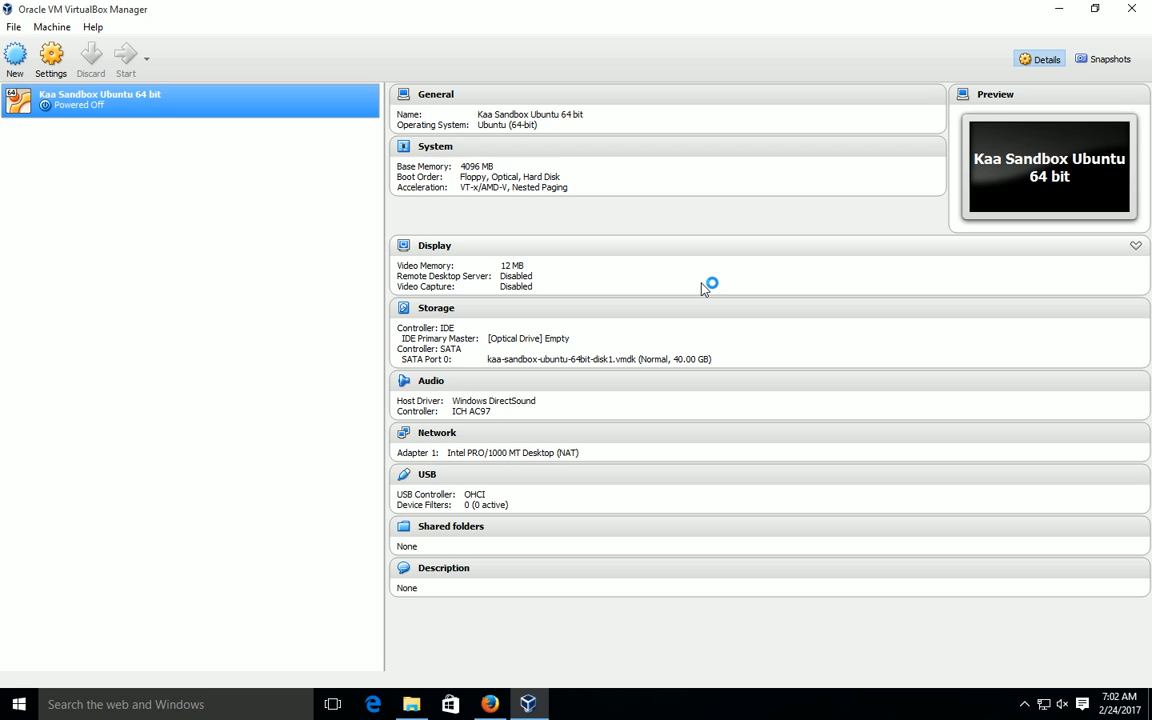 Oracle VM VirtualBox Manager
File Machine Help
New Settings Discard Start
Details Snapshots
64
Kaa Sandbox Ubuntu 64 bit
Powered Off
General
Name: Kaa Sandbox Ubuntu 64 bit
Operating System: Ubuntu (64-bit)
System
Base Memory: 4096 MB
Boot Order: Floppy, Optical, Hard Disk
Acceleration: VT-x/AMD-V, Nested Paging
Preview
Kaa Sandbox Ubuntu
64 bit
Display
Video Memory: 12 MB
Remote Desktop Server: Disabled
Video Capture: Disabled
Storage
Controller: IDE
IDE Primary Master: [Optical Drive] Empty
Controller: SATA
SATA Port 0: kaa-sandbox-ubuntu-64bit-disk1.vmdk (Normal, 40.00 GB)
Audio
Host Driver: Windows DirectSound
Controller: ICH AC97
Network
Adapter 1: Intel PRO/1000 MT Desktop (NAT)
USB
USB Controller: OHCI
Device Filters: 0 (0 active)
Shared folders
None
Description
None
Search the web and Windows
7:02 AM
2/24/2017